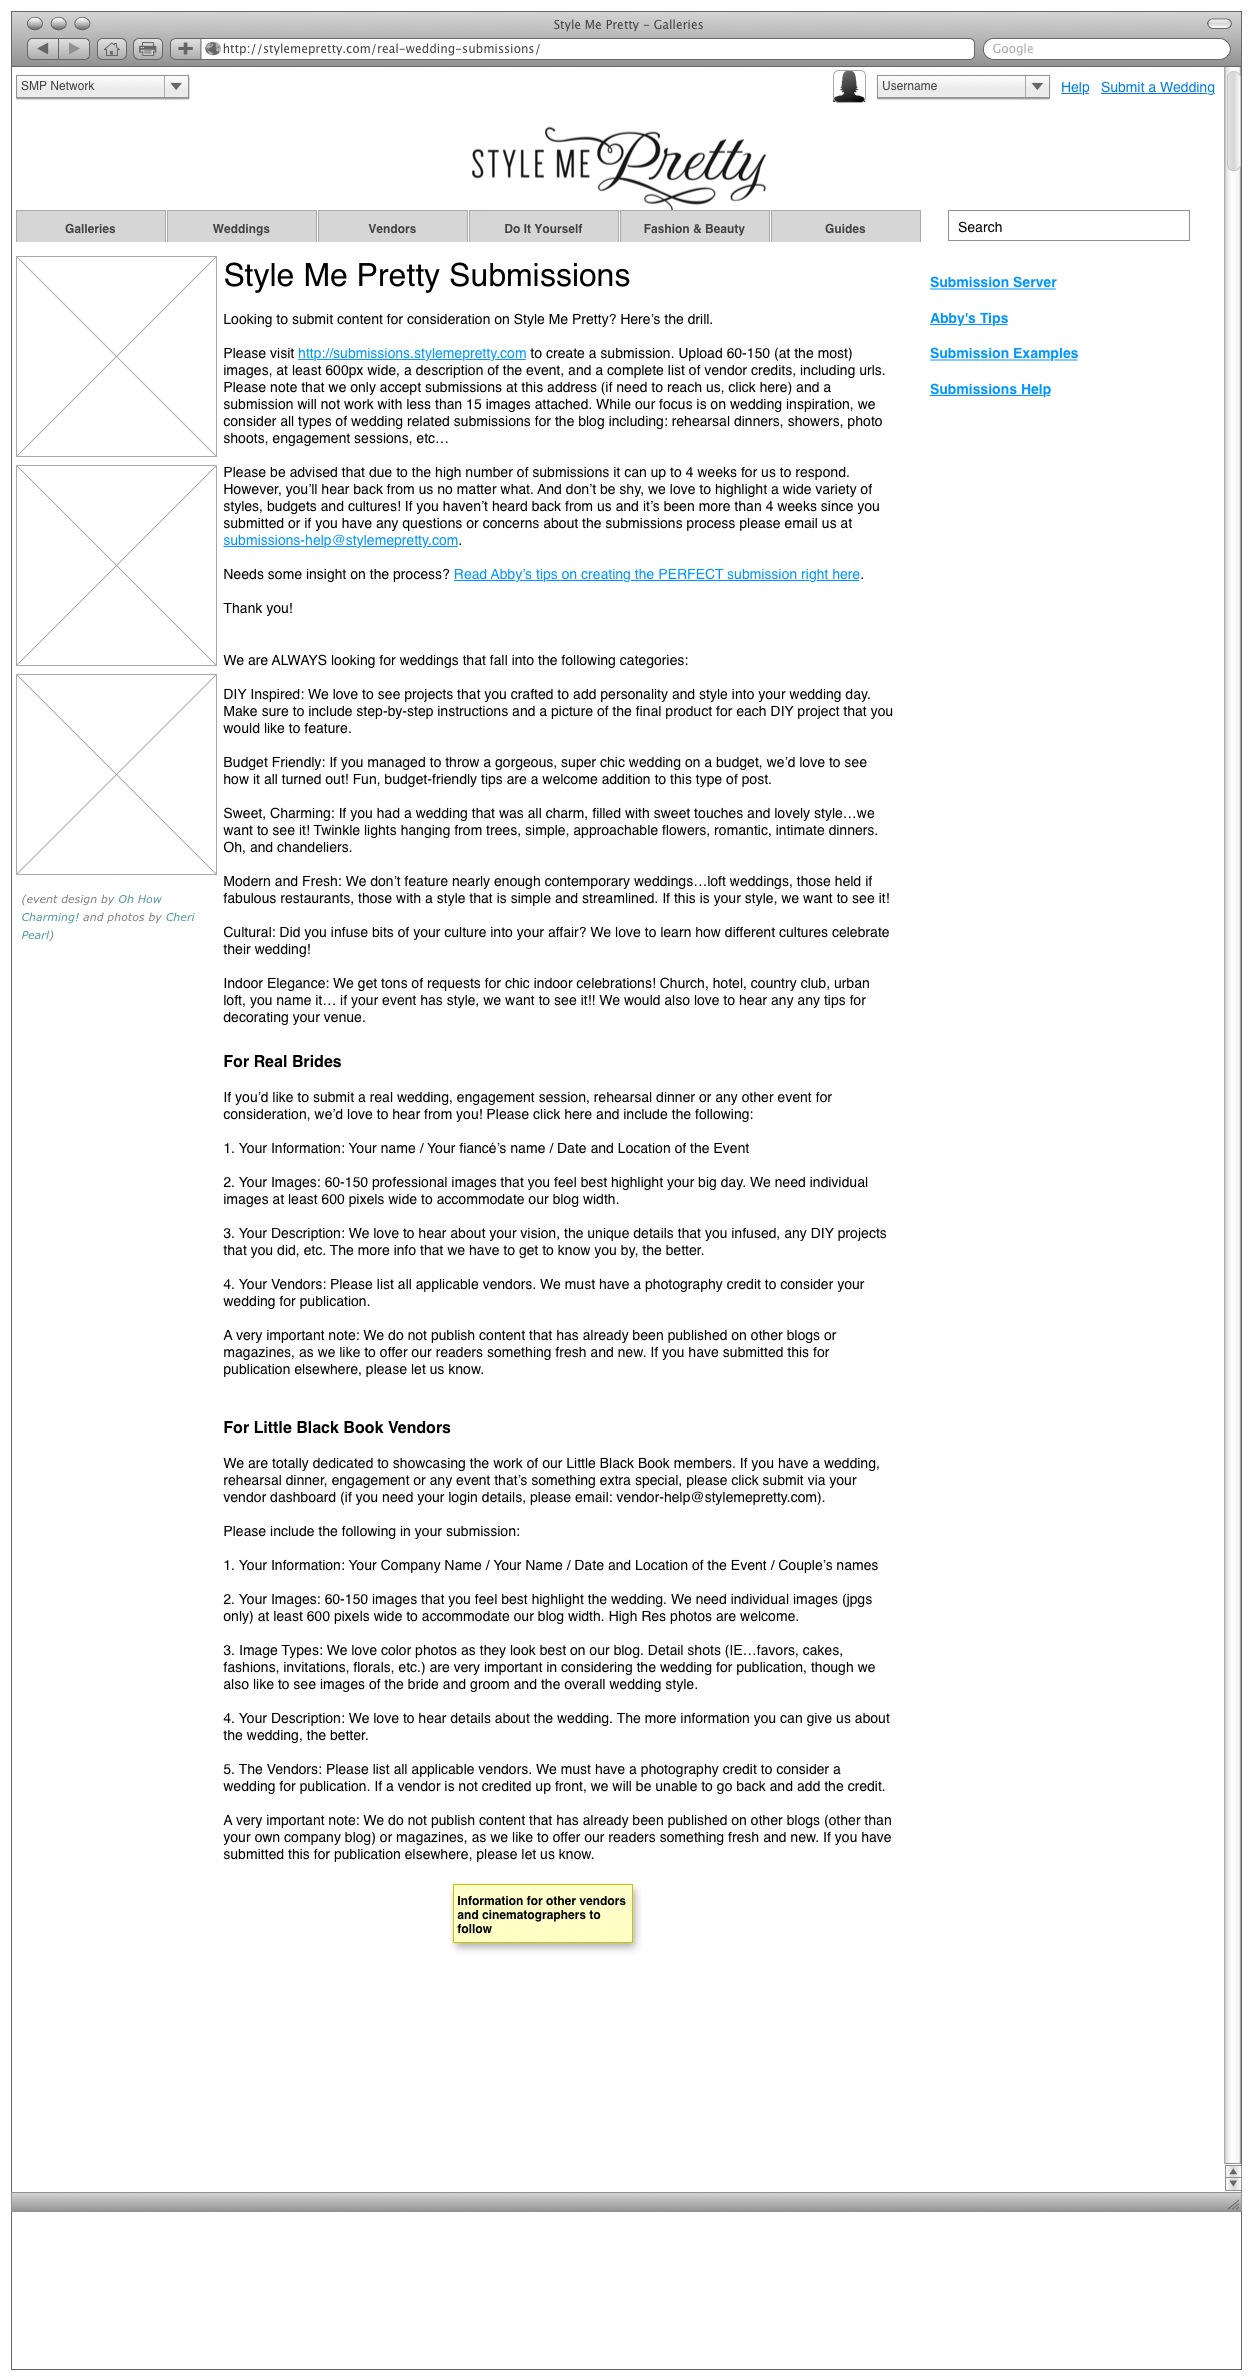 Style Me Pretty – Galleries
http://stylemepretty.com/real-wedding-submissions/
Google
SMP Network
Username
Help
Submit a Wedding
STYLE ME Pretty
Galleries
Weddings
Vendors
Do It Yourself
Fashion & Beauty
Guides
Search
Style Me Pretty Submissions
Looking to submit content for consideration on Style Me Pretty? Here’s the drill.
Please visit http://submissions.stylemepretty.com to create a submission. Upload 60-150 (at the most)
images, at least 600px wide, a description of the event, and a complete list of vendor credits, including urls.
Please note that we only accept submissions at this address (if need to reach us, click here) and a
submission will not work with less than 15 images attached. While our focus is on wedding inspiration, we
consider all types of wedding related submissions for the blog including: rehearsal dinners, showers, photo
shoots, engagement sessions, etc…
Please be advised that due to the high number of submissions it can up to 4 weeks for us to respond.
However, you’ll hear back from us no matter what. And don’t be shy, we love to highlight a wide variety of
styles, budgets and cultures! If you haven’t heard back from us and it’s been more than 4 weeks since you
submitted or if you have any questions or concerns about the submissions process please email us at
submissions-help@stylemepretty.com.
Needs some insight on the process? Read Abby’s tips on creating the PERFECT submission right here.
Thank you!
We are ALWAYS looking for weddings that fall into the following categories:
DIY Inspired: We love to see projects that you crafted to add personality and style into your wedding day.
Make sure to include step-by-step instructions and a picture of the final product for each DIY project that you
would like to feature.
Budget Friendly: If you managed to throw a gorgeous, super chic wedding on a budget, we’d love to see
how it all turned out! Fun, budget-friendly tips are a welcome addition to this type of post.
Sweet, Charming: If you had a wedding that was all charm, filled with sweet touches and lovely style…we
want to see it! Twinkle lights hanging from trees, simple, approachable flowers, romantic, intimate dinners.
Oh, and chandeliers.
Modern and Fresh: We don’t feature nearly enough contemporary weddings…loft weddings, those held if
fabulous restaurants, those with a style that is simple and streamlined. If this is your style, we want to see it!
Cultural: Did you infuse bits of your culture into your affair? We love to learn how different cultures celebrate
their wedding!
Indoor Elegance: We get tons of requests for chic indoor celebrations! Church, hotel, country club, urban
loft, you name it… if your event has style, we want to see it!! We would also love to hear any any tips for
decorating your venue.
For Real Brides
If you’d like to submit a real wedding, engagement session, rehearsal dinner or any other event for
consideration, we’d love to hear from you! Please click here and include the following:
1. Your Information: Your name / Your fiancé’s name / Date and Location of the Event
2. Your Images: 60-150 professional images that you feel best highlight your big day. We need individual
images at least 600 pixels wide to accommodate our blog width.
3. Your Description: We love to hear about your vision, the unique details that you infused, any DIY projects
that you did, etc. The more info that we have to get to know you by, the better.
4. Your Vendors: Please list all applicable vendors. We must have a photography credit to consider your
wedding for publication.
A very important note: We do not publish content that has already been published on other blogs or
magazines, as we like to offer our readers something fresh and new. If you have submitted this for
publication elsewhere, please let us know.
For Little Black Book Vendors
We are totally dedicated to showcasing the work of our Little Black Book members. If you have a wedding,
rehearsal dinner, engagement or any event that’s something extra special, please click submit via your
vendor dashboard (if you need your login details, please email: vendor-help@stylemepretty.com).
Please include the following in your submission:
1. Your Information: Your Company Name / Your Name / Date and Location of the Event / Couple’s names
2. Your Images: 60-150 images that you feel best highlight the wedding. We need individual images (jpgs
only) at least 600 pixels wide to accommodate our blog width. High Res photos are welcome.
3. Image Types: We love color photos as they look best on our blog. Detail shots (IE…favors, cakes,
fashions, invitations, florals, etc.) are very important in considering the wedding for publication, though we
also like to see images of the bride and groom and the overall wedding style.
4. Your Description: We love to hear details about the wedding. The more information you can give us about
the wedding, the better.
5. The Vendors: Please list all applicable vendors. We must have a photography credit to consider a
wedding for publication. If a vendor is not credited up front, we will be unable to go back and add the credit.
A very important note: We do not publish content that has already been published on other blogs (other than
your own company blog) or magazines, as we like to offer our readers something fresh and new. If you have
submitted this for publication elsewhere, please let us know.
Information for other vendors
and cinematographers to
follow
(event design by Oh How
Charming! and photos by Cheri
Pearl)
Submission Server
Abby's Tips
Submission Examples
Submissions Help